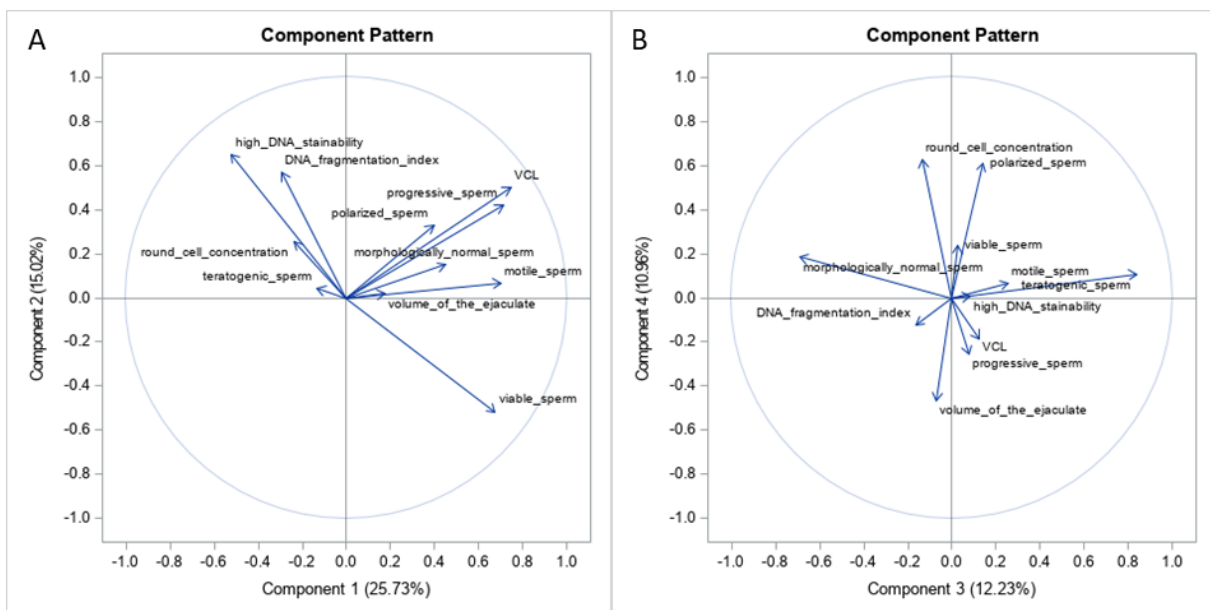 A
Component Pattern
1.0
0.8
0.6
0.4
0.2
0.0
-0.2
-0.4
-0.6
-0.8
-1.0
Component 2 (15.02%)
high_DNA_stainability
DNA_fragmentation_index
VCL
progressive_sperm
polarized_sperm
round_cell_concentration
morphologically_normal_sperm
teratogenic_sperm
motile_sperm
volume_of_the_ejaculate
viable_sperm
-1.0 -0.8 -0.6 -0.4 -0.2 0.0 0.2 0.4 0.6 0.8 1.0
Component 1 (25.73%)
B
Component Pattern
1.0
0.8
0.6
0.4
0.2
0.0
-0.2
-0.4
-0.6
-0.8
-1.0
Component 4 (10.96%)
round_cell_concentration
polarized_sperm
viable_sperm
morphologically_normal_sperm
motile_sperm
teratogenic_sperm
high_DNA_stainability
DNA_fragmentation_index
VCL
progressive_sperm
volume_of_the_ejaculate
-1.0 -0.8 -0.6 -0.4 -0.2 0.0 0.2 0.4 0.6 0.8 1.0
Component 3 (12.23%)